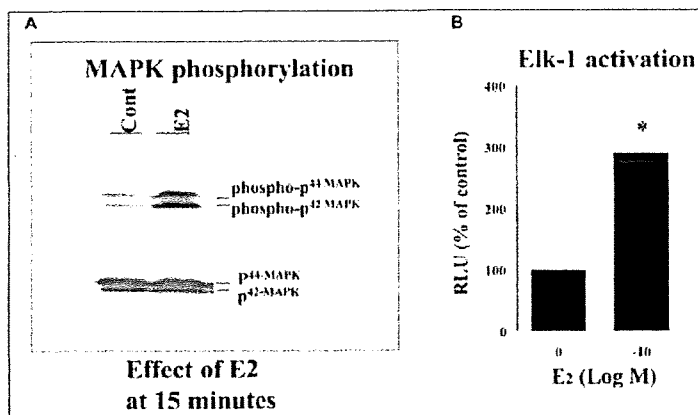 A
MAPK phosphorylation
Cont
E2
phospho-p44-MAPK
phospho-p42-MAPK
p44-MAPK
p42-MAPK
Effect of E2
at 15 minutes
B
Elk-1 activation
400
300
200
100
0
RLU (% of control)
*
0
-10
E2 (Log M)